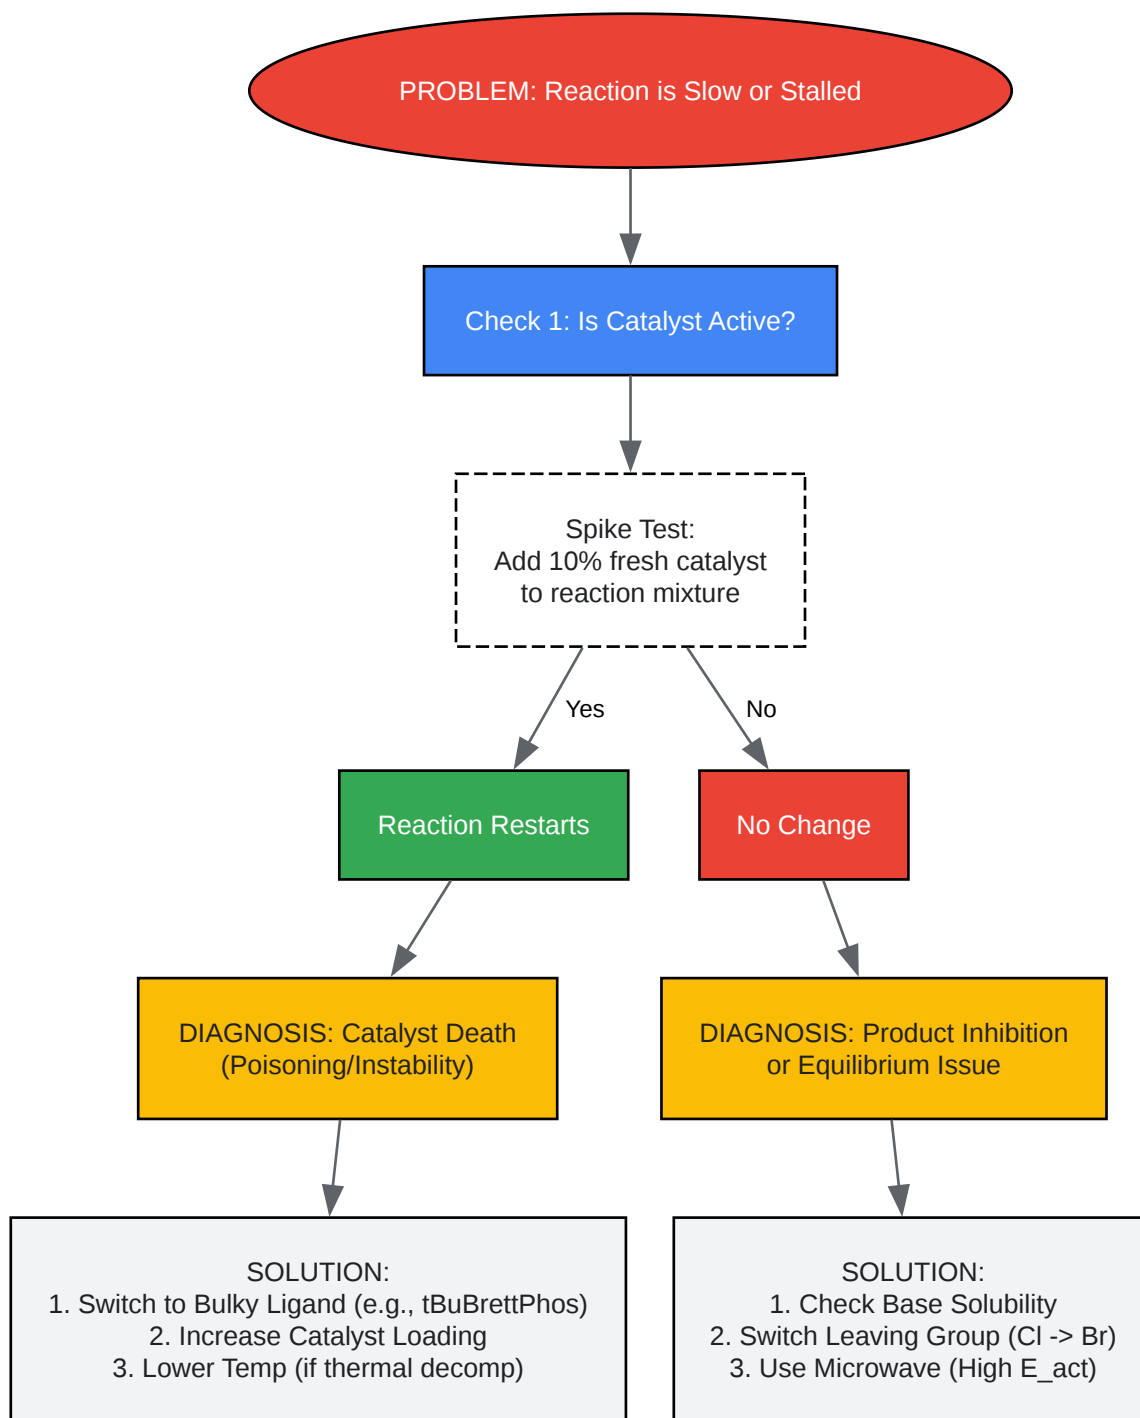 PROBLEM: Reaction is Slow or Stalled
Check 1: Is Catalyst Active?
Spike Test:
Add 10% fresh catalyst
to reaction mixture
Yes
No
Reaction Restarts
No Change
DIAGNOSIS: Catalyst Death
(Poisoning/Instability)
DIAGNOSIS: Product Inhibition
or Equilibrium Issue
SOLUTION:
1. Switch to Bulky Ligand (e.g., tBuBrettPhos)
2. Increase Catalyst Loading
3. Lower Temp (if thermal decomp)
SOLUTION:
1. Check Base Solubility
2. Switch Leaving Group (Cl -> Br)
3. Use Microwave (High E_act)